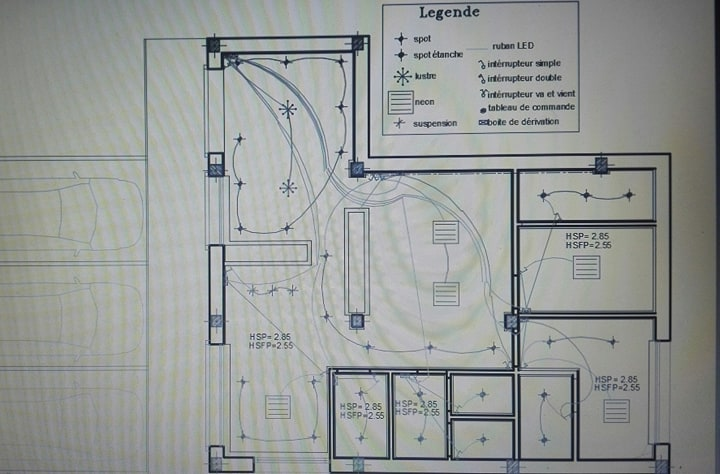 Legende
spot
spot étanche
lustre
neon
suspension
ruban LED
intérrupteur simple
intérrupteur double
intérrupteur va et vient
tableau de commande
boite de dérivation
HSP= 2.85
HSFP=2.55
HSP= 2.85
HSFP=2.55
HSP= 2.85
HSFP=2.55
HSP= 2.85
HSFP=2.55
HSP= 2.85
HSFP=2.55